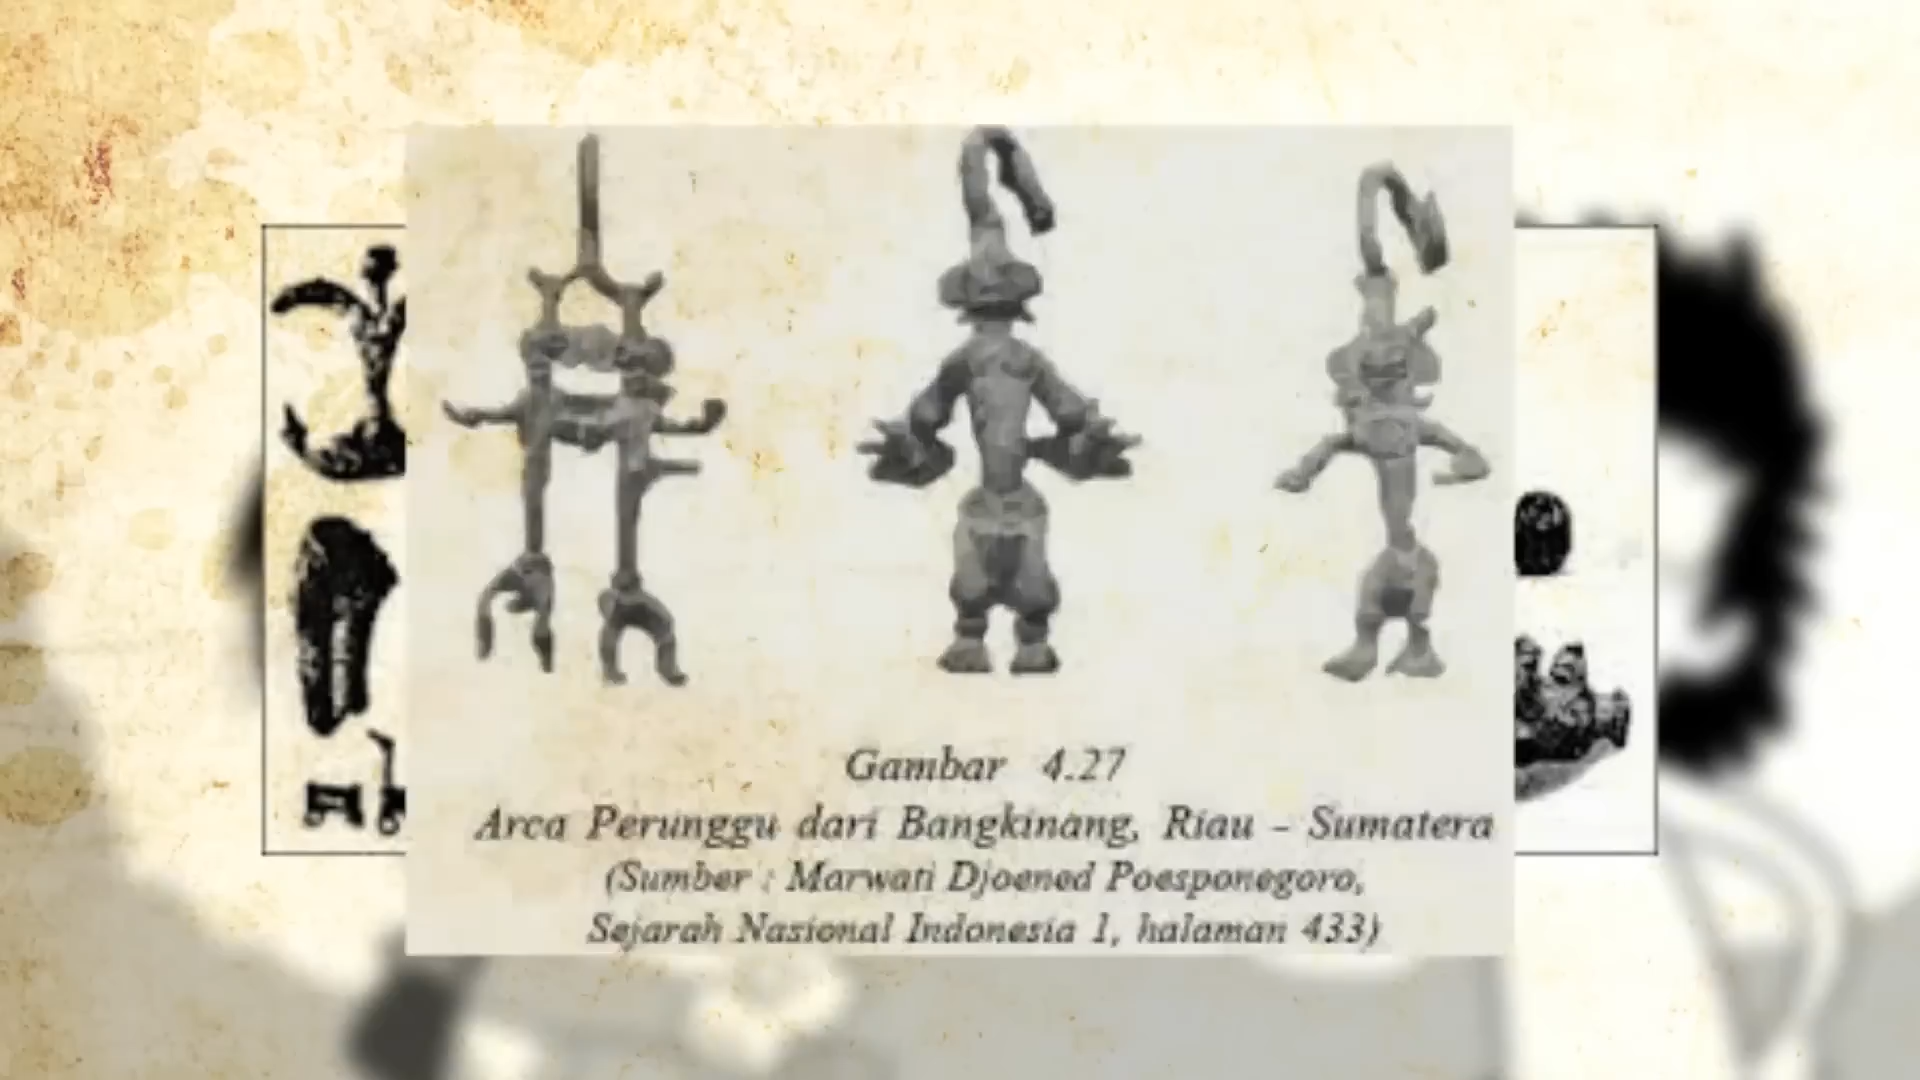 Gambar 4.27
Arca Perunggu dari Bangkinang, Riau - Sumatera
(Sumber : Marwati Djoened Poesponegoro,
Sejarah Nasional Indonesia 1, halaman 433)